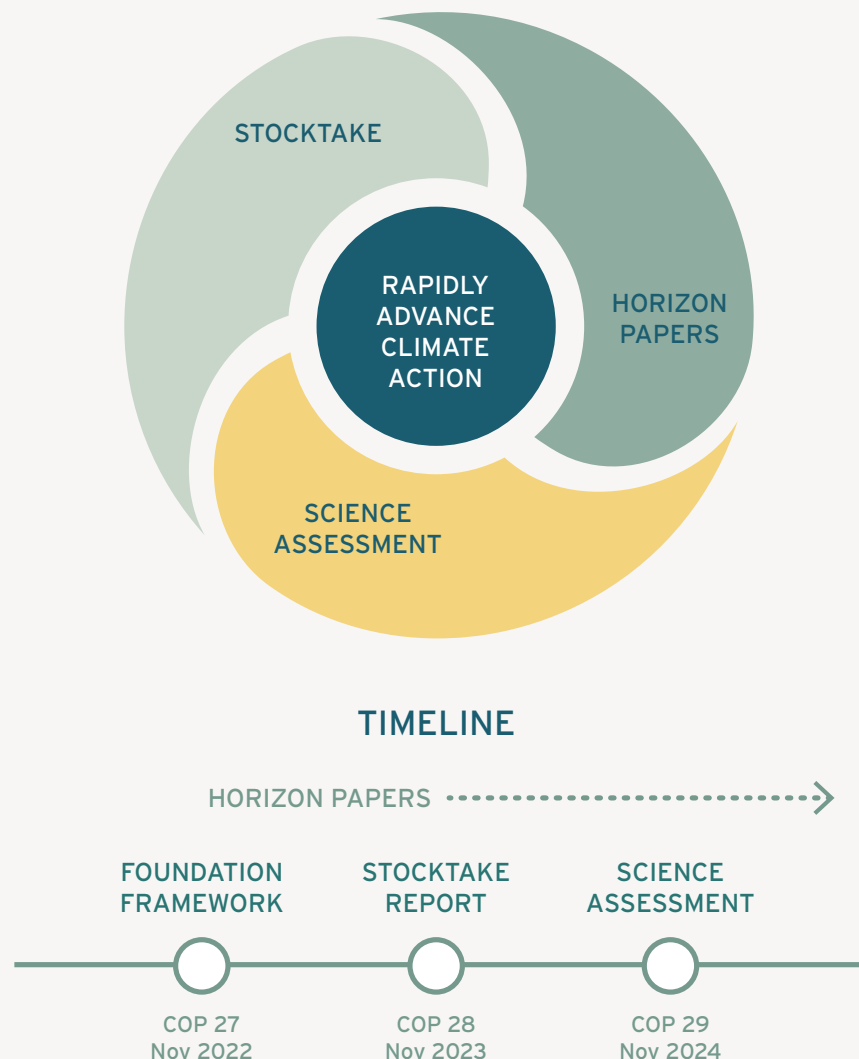 STOCKTAKE
HORIZON
PAPERS
RAPIDLY
ADVANCE
CLIMATE
ACTION
SCIENCE
ASSESSMENT
TIMELINE
HORIZON PAPERS
FOUNDATION
FRAMEWORK
STOCKTAKE
REPORT
SCIENCE
ASSESSMENT
COP 27
Nov 2022
COP 28
Nov 2023
COP 29
Nov 2024